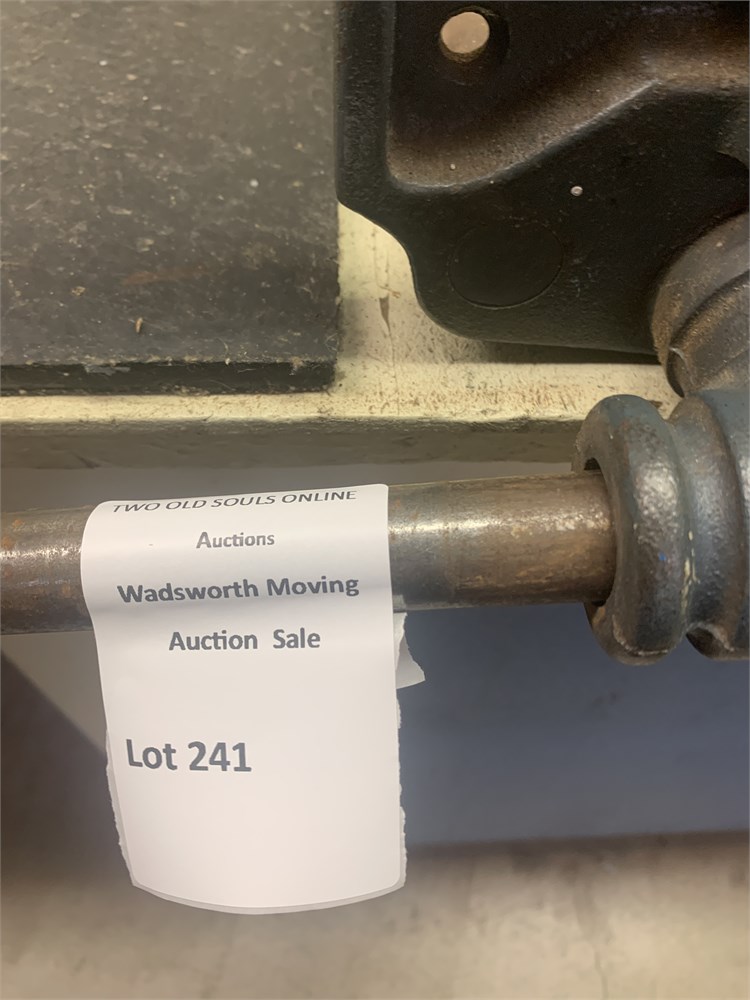 TWO OLD SOULS ONLINE
Auctions
Wadsworth Moving
Auction Sale
Lot 241